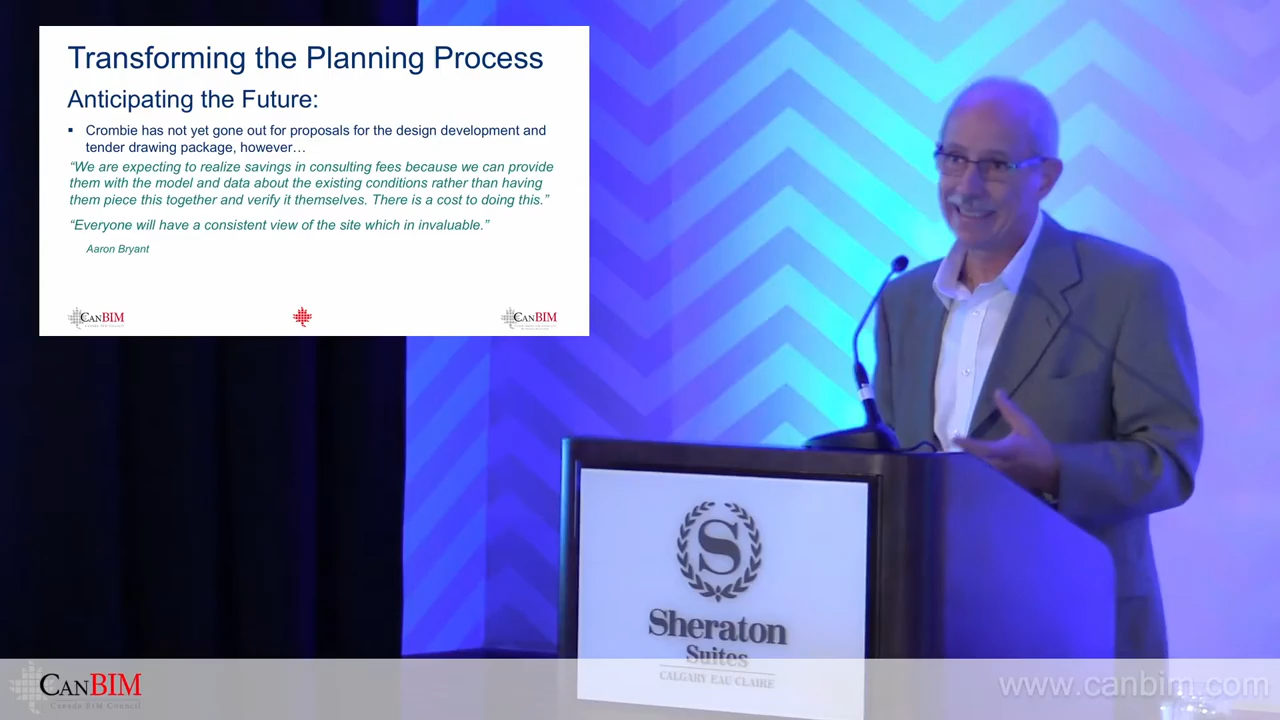 Transforming the Planning Process
Anticipating the Future:
▪ Crombie has not yet gone out for proposals for the design development and
tender drawing package, however…
“We are expecting to realize savings in consulting fees because we can provide
them with the model and data about the existing conditions rather than having
them piece this together and verify it themselves. There is a cost to doing this.”
“Everyone will have a consistent view of the site which in invaluable.”
Aaron Bryant
CANBIM
CANBIM
S
Sheraton
Suites
CALGARY EAU CLAIRE
CANBIM
Canada BIM Council
www.canbim.com